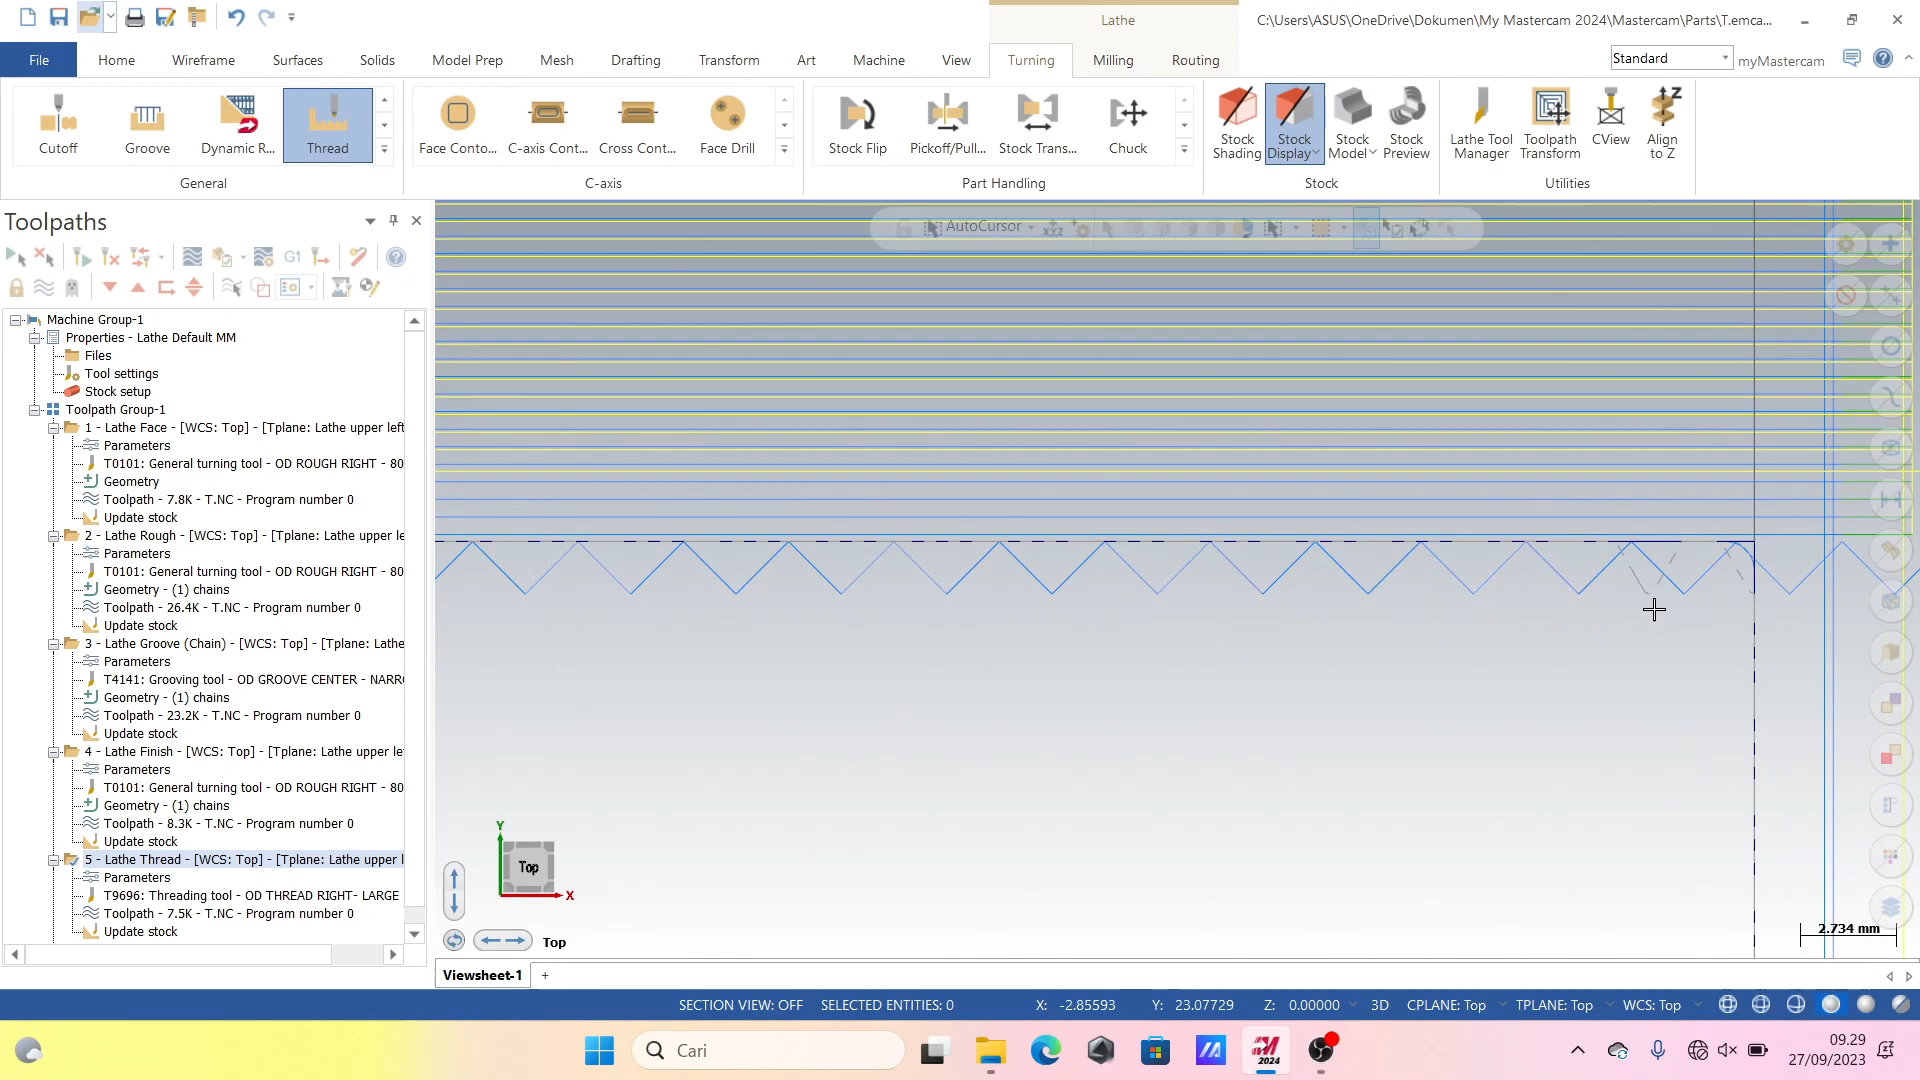 Lathe
C:\Users\ASUS\OneDrive\Dokumen\My Mastercam 2024\Mastercam\Parts\T.emca...
File
Home
Wireframe
Surfaces
Solids
Model Prep
Mesh
Drafting
Transform
Art
Machine
View
Turning
Milling
Routing
Standard
myMastercam
Cutoff
Groove
Dynamic R...
Thread
Face Conto...
C-axis Cont...
Cross Cont...
Face Drill
Stock Flip
Pickoff/Pull...
Stock Trans...
Chuck
Stock Shading
Stock Display
Stock Model
Stock Preview
Lathe Tool Manager
Toolpath Transform
CView
Align to Z
General
C-axis
Part Handling
Stock
Utilities
Toolpaths
AutoCursor
G1
Machine Group-1
Properties - Lathe Default MM
Files
Tool settings
Stock setup
Toolpath Group-1
1 - Lathe Face - [WCS: Top] - [Tplane: Lathe upper left
Parameters
T0101: General turning tool - OD ROUGH RIGHT - 80
Geometry
Toolpath - 7.8K - T.NC - Program number 0
Update stock
2 - Lathe Rough - [WCS: Top] - [Tplane: Lathe upper le
Parameters
T0101: General turning tool - OD ROUGH RIGHT - 80
Geometry - (1) chains
Toolpath - 26.4K - T.NC - Program number 0
Update stock
3 - Lathe Groove (Chain) - [WCS: Top] - [Tplane: Lathe
Parameters
T4141: Grooving tool - OD GROOVE CENTER - NARR
Geometry - (1) chains
Toolpath - 23.2K - T.NC - Program number 0
Update stock
4 - Lathe Finish - [WCS: Top] - [Tplane: Lathe upper le
Parameters
T0101: General turning tool - OD ROUGH RIGHT - 80
Geometry - (1) chains
Toolpath - 8.3K - T.NC - Program number 0
Update stock
5 - Lathe Thread - [WCS: Top] - [Tplane: Lathe upper l
Parameters
T9696: Threading tool - OD THREAD RIGHT- LARGE
Toolpath - 7.5K - T.NC - Program number 0
Update stock
Y
Top
X
Top
2.734 mm
Viewsheet-1
+
SECTION VIEW: OFF
SELECTED ENTITIES: 0
X: -2.85593
Y: 23.07729
Z: 0.00000
3D
CPLANE: Top
TPLANE: Top
WCS: Top
Cari
2024
09.29
27/09/2023